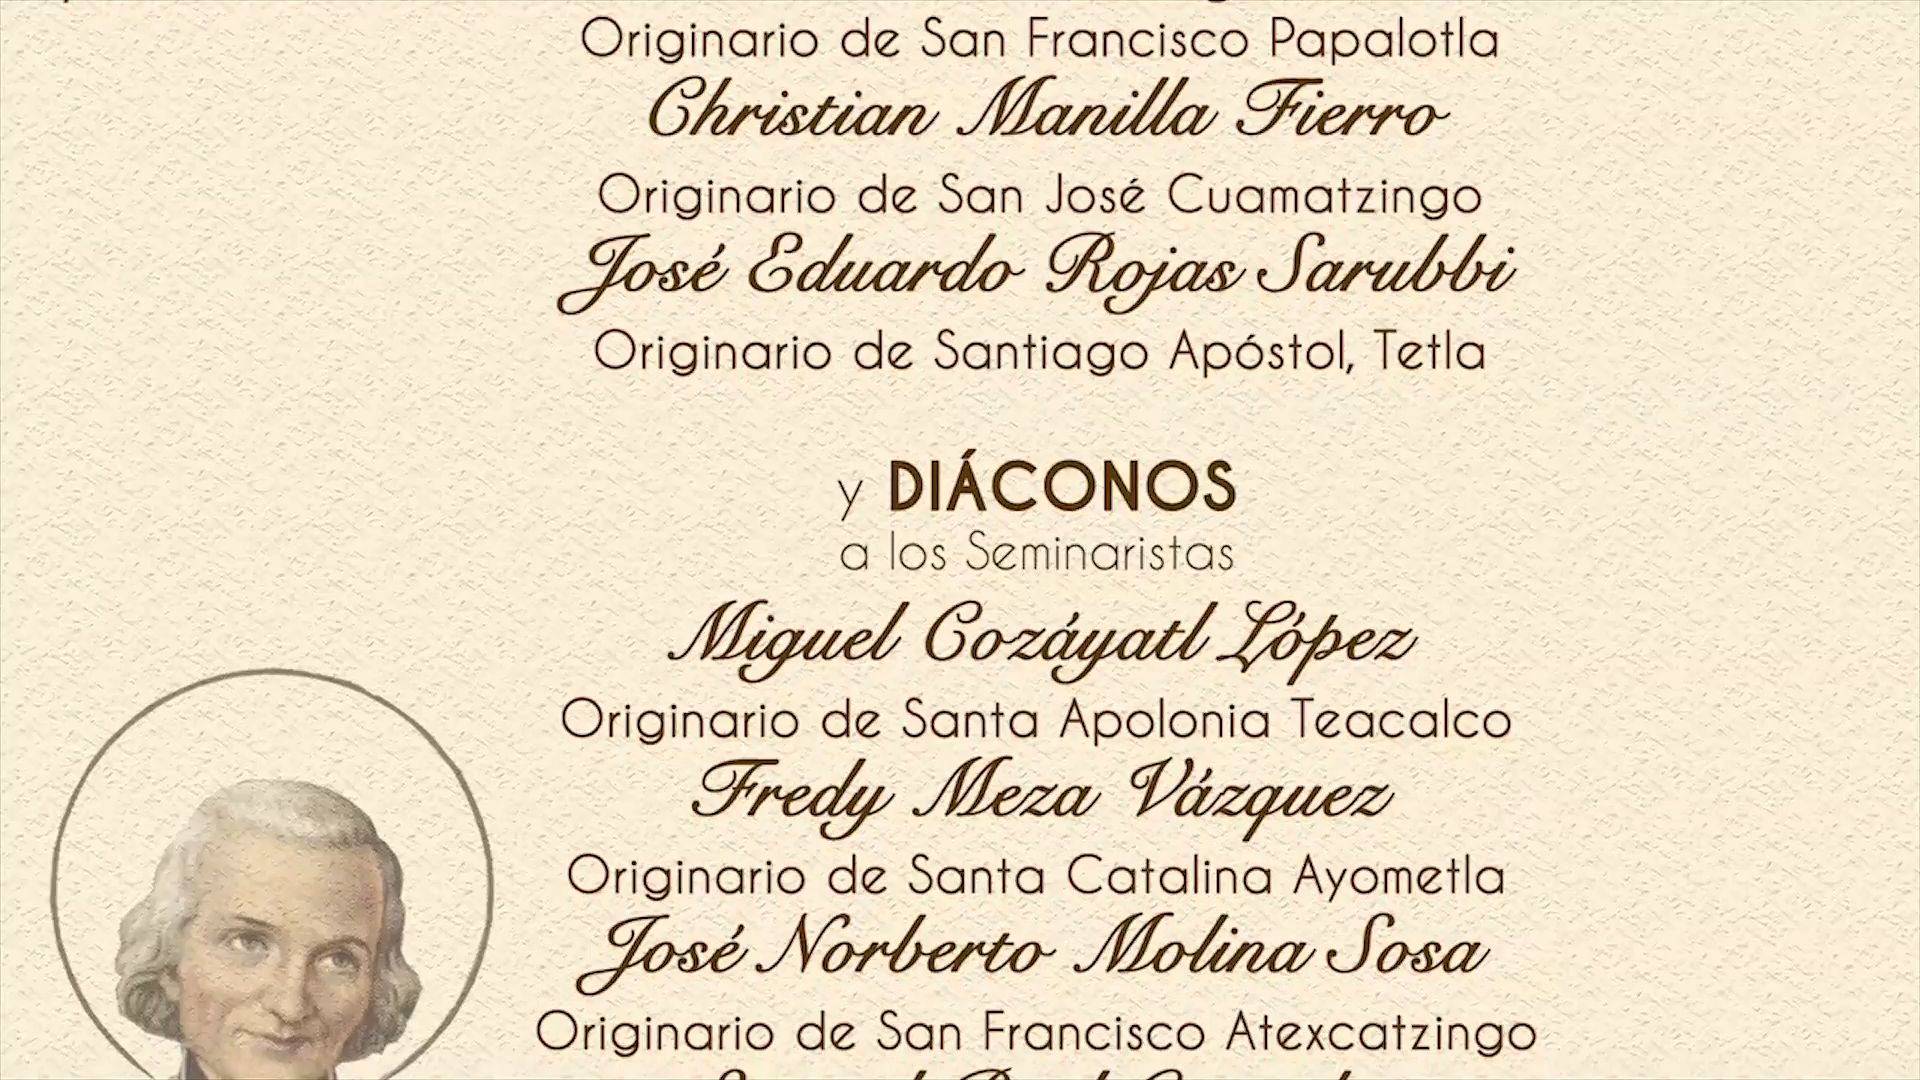 Originario de San Francisco Papalotla
Christian Manilla Fierro
Originario de San José Cuamatzingo
José Eduardo Rojas Sarubbi
Originario de Santiago Apóstol, Tetla
y DIÁCONOS
a los Seminaristas
Miguel Cozáyatl López
Originario de Santa Apolonia Teacalco
Fredy Meza Vázquez
Originario de Santa Catalina Ayometla
José Norberto Molina Sosa
Originario de San Francisco Atexcatzingo